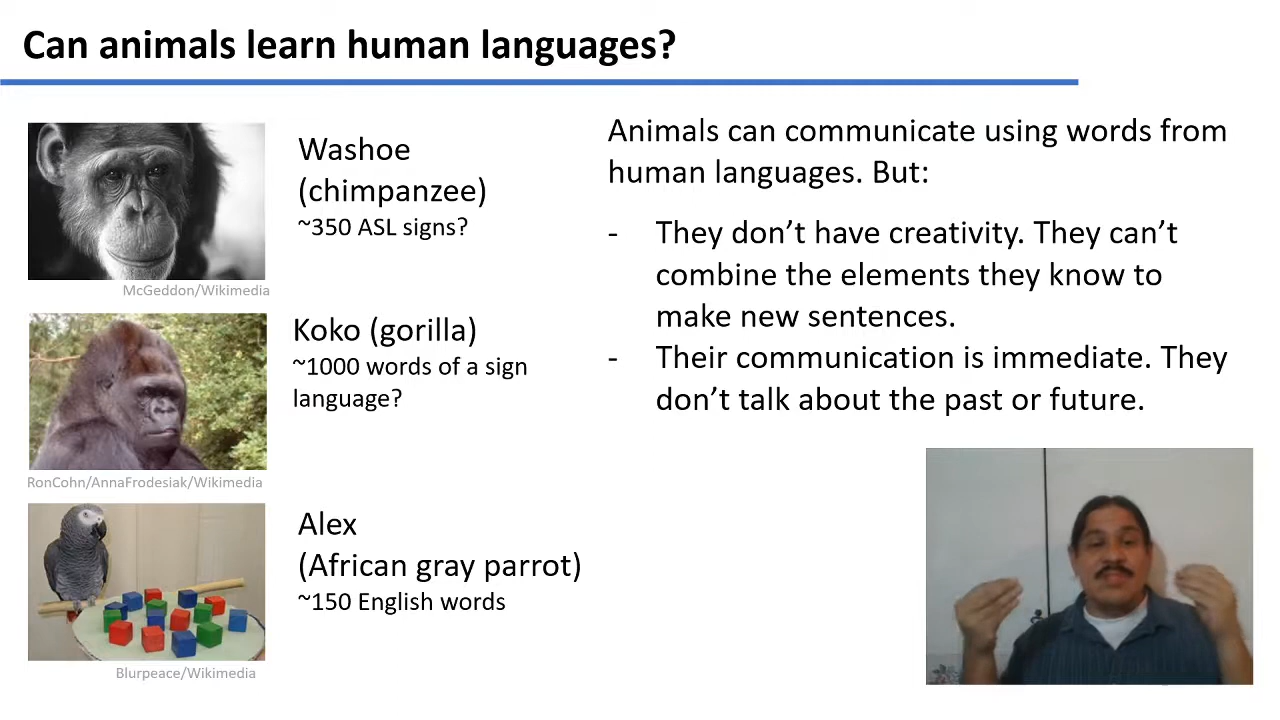 Can animals learn human languages?
Washoe
(chimpanzee)
~350 ASL signs?
McGeddon/Wikimedia
Koko (gorilla)
~1000 words of a sign
language?
RonCohn/AnnaFrodesiak/Wikimedia
Alex
(African gray parrot)
~150 English words
Blurpeace/Wikimedia
Animals can communicate using words from
human languages. But:
- They don’t have creativity. They can’t
combine the elements they know to
make new sentences.
- Their communication is immediate. They
don’t talk about the past or future.